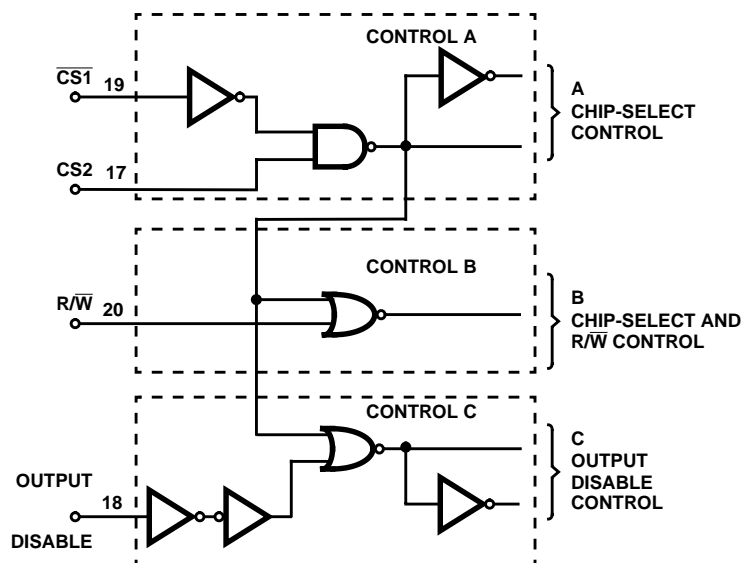 CONTROL A
C̅S̅1̅ 19
CS2 17
A
CHIP-SELECT
CONTROL
CONTROL B
R/W̅ 20
B
CHIP-SELECT AND
R/W̅ CONTROL
CONTROL C
OUTPUT
DISABLE
18
C
OUTPUT
DISABLE
CONTROL